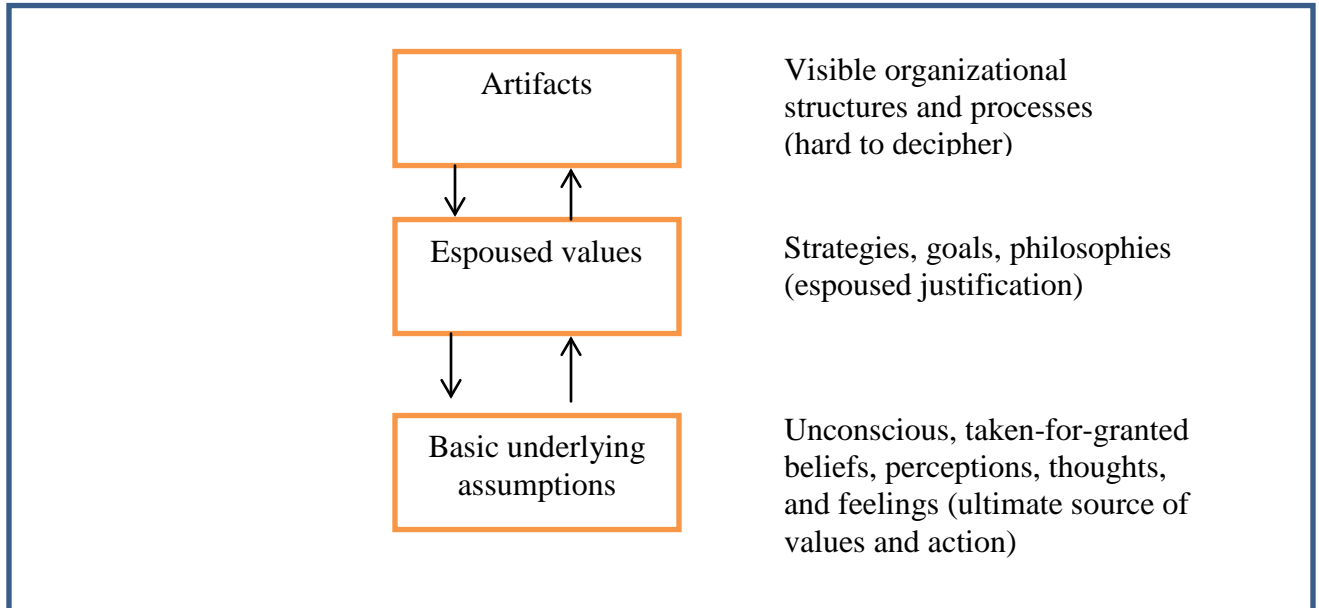 Artifacts
Visible organizational
structures and processes
(hard to decipher)
Espoused values
Strategies, goals, philosophies
(espoused justification)
Basic underlying
assumptions
Unconscious, taken-for-granted
beliefs, perceptions, thoughts,
and feelings (ultimate source of
values and action)